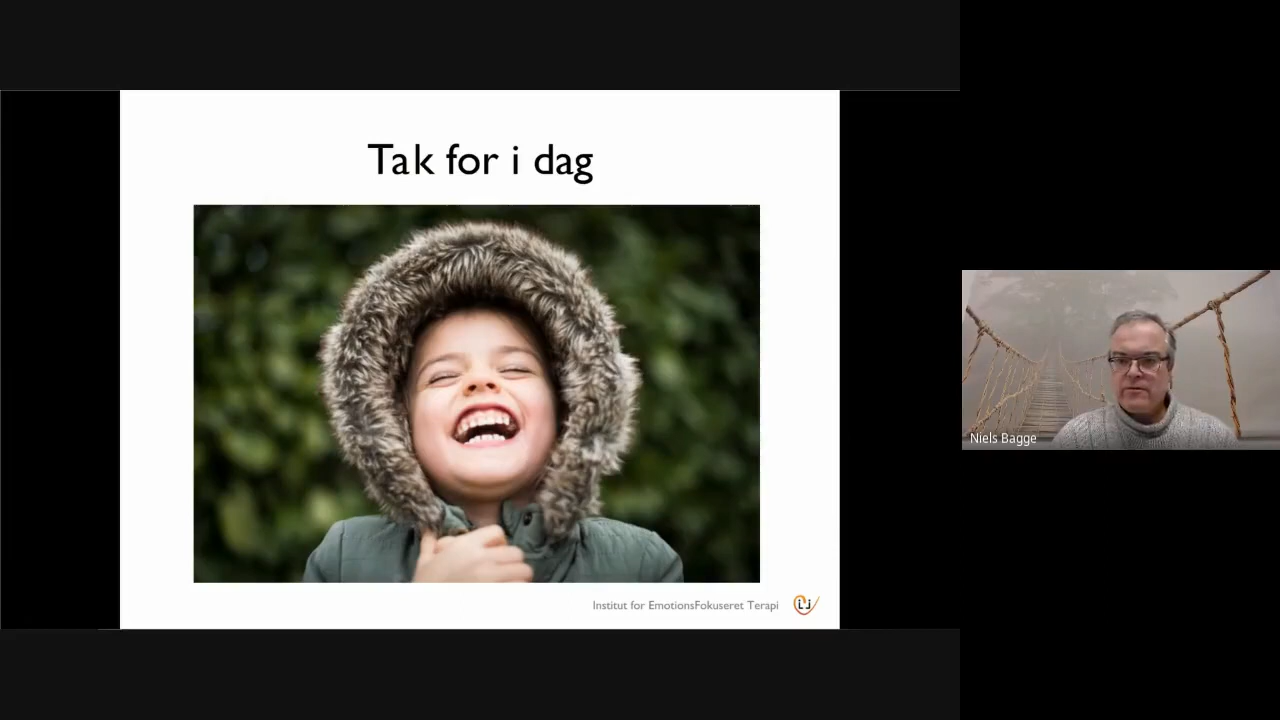 Tak for i dag
Niels Bagge
Institut for EmotionsFokuseret Terapi